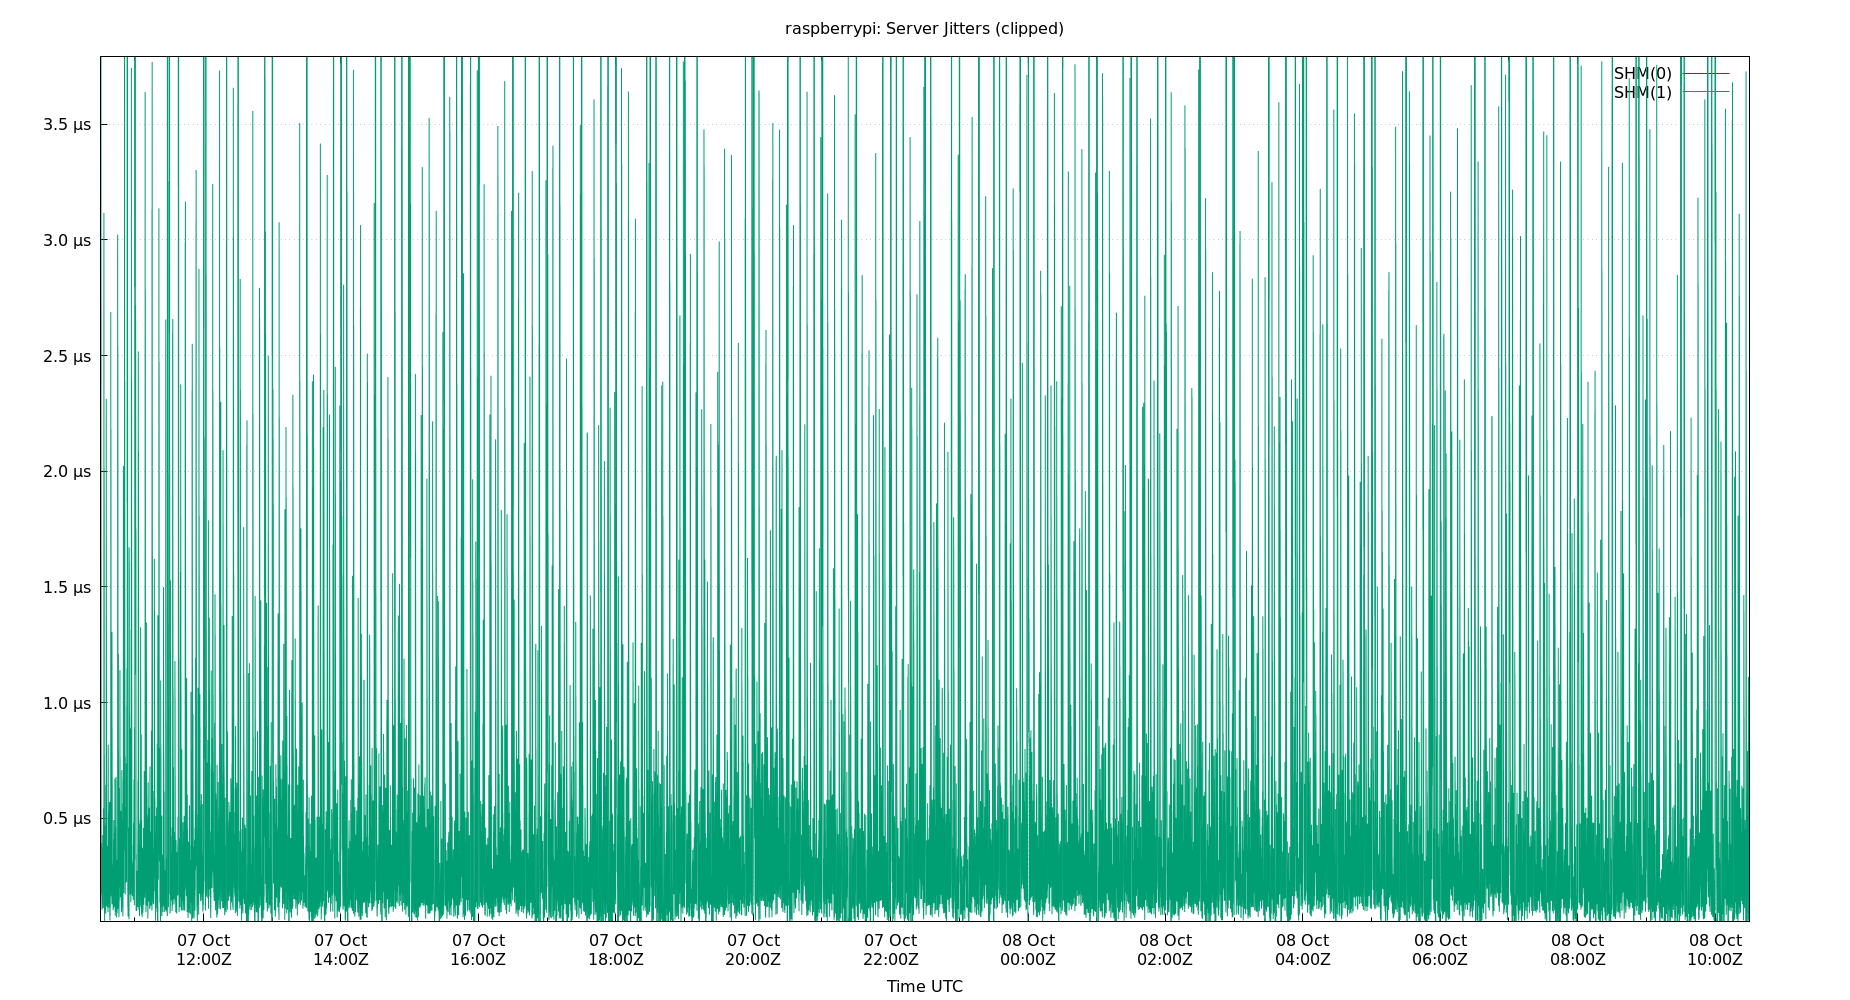 raspberrypi: Server Jitters (clipped)
SHM(0)
SHM(1)
3.5 µs
3.0 µs
2.5 µs
2.0 µs
1.5 µs
1.0 µs
0.5 µs
07 Oct 07 Oct 07 Oct 07 Oct 07 Oct 07 Oct 08 Oct 08 Oct 08 Oct 08 Oct 08 Oct 08 Oct
12:00Z 14:00Z 16:00Z 18:00Z 20:00Z 22:00Z 00:00Z 02:00Z 04:00Z 06:00Z 08:00Z 10:00Z
Time UTC